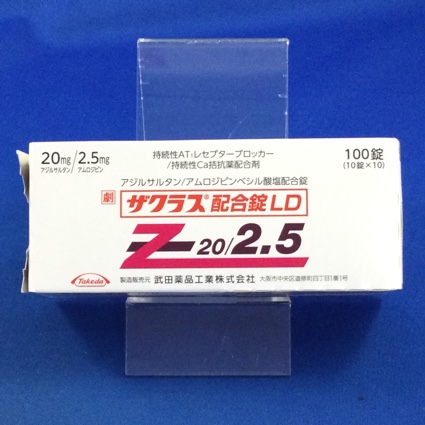 20mg/2.5mg
アジルサルタン/アムロジピン
持続性AT₁レセプターブロッカー
/持続性Ca拮抗薬配合剤
100錠
(10錠×10)
アジルサルタン/アムロジピンベシル酸塩配合錠
劇 ザクラス®配合錠LD
Z 20/2.5
Takeda
製造販売元 武田薬品工業株式会社 大阪市中央区道修町四丁目1番1号